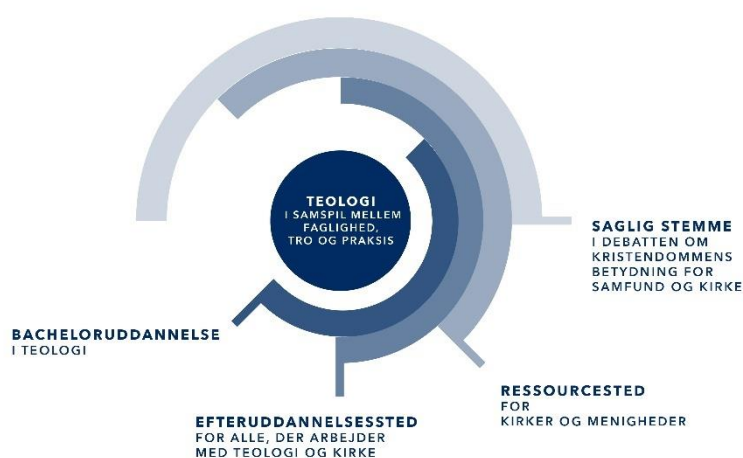 TEOLOGI
I SAMSPIL MELLEM
FAGLIGHED,
TRO OG PRAKSIS
SAGLIG STEMME
I DEBATTEN OM
KRISTENDOMMENS
BETYDNING FOR
SAMFUND OG KIRKE
BACHELORUDDANNELSE
I TEOLOGI
RESSOURCESTED
FOR
KIRKER OG MENIGHEDER
EFTERUDDANNELSESSTED
FOR ALLE, DER ARBEJDER
MED TEOLOGI OG KIRKE